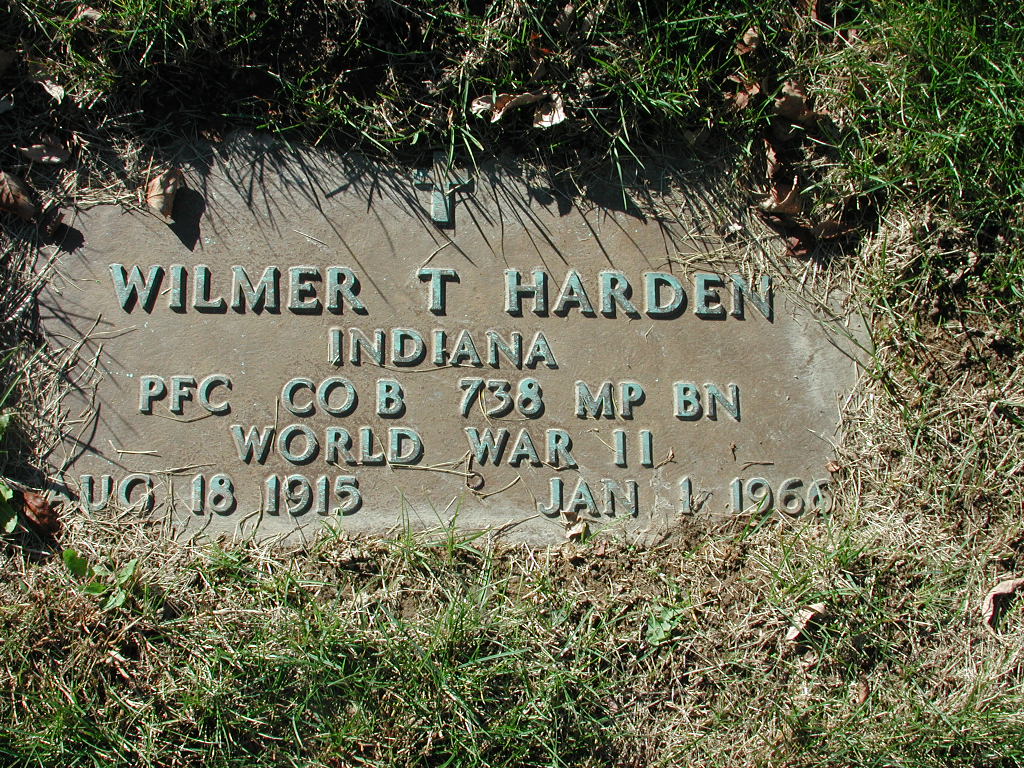 WILMER T HARDEN
INDIANA
PFC CO B 738 MP BN
WORLD WAR II
AUG 18 1915 JAN 1 1966